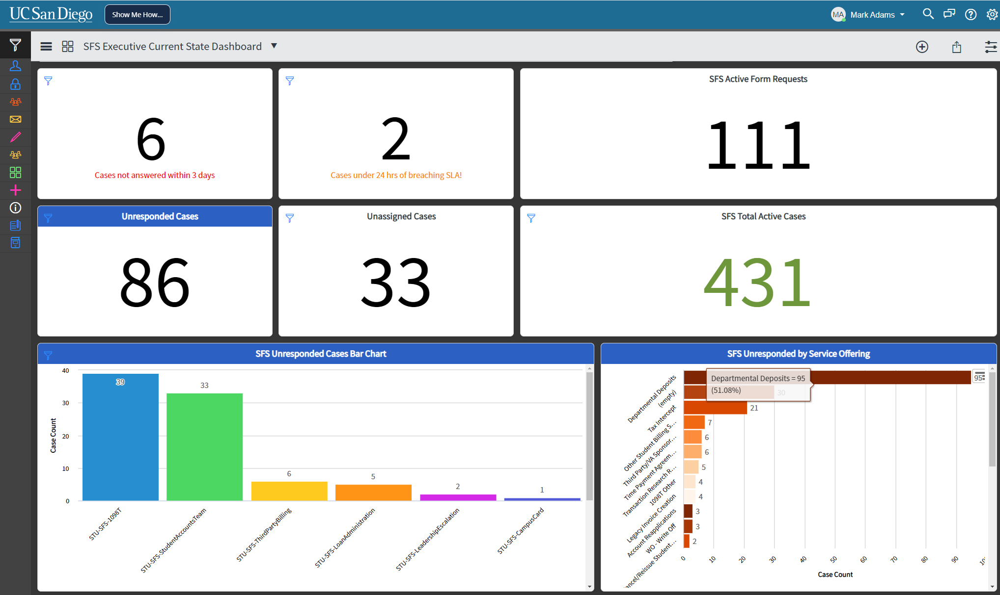 UC San Diego
Show Me How...
MA
Mark Adams
SFS Executive Current State Dashboard
6
Cases not answered within 3 days
2
Cases under 24 hrs of breaching SLA!
SFS Active Form Requests
111
Unresponded Cases
86
Unassigned Cases
33
SFS Total Active Cases
431
SFS Unresponded Cases Bar Chart
Case Count
40
30
20
10
0
39
33
6
5
2
1
STU-SFS-1098T
STU-SFS-StudentAccountsTeam
STU-SFS-ThirdPartyBilling
STU-SFS-LoanAdministration
STU-SFS-LeadershipEscalation
STU-SFS-CampusCard
SFS Unresponded by Service Offering
Departmental Deposits = 95
(51.08%)
Departmental Deposits
95
(empty)
30
Tax Intercept
21
Other Student Billing S...
7
Third Party/VA Sponsor...
6
Time Payment Agreem...
6
Transaction Research R...
5
1098T Other
4
Legacy Invoice Creation
4
Account Reapplications
3
WO - Write Off
3
ancel/Reissue Student...
2
0
10
20
30
40
50
60
70
80
90
Case Count